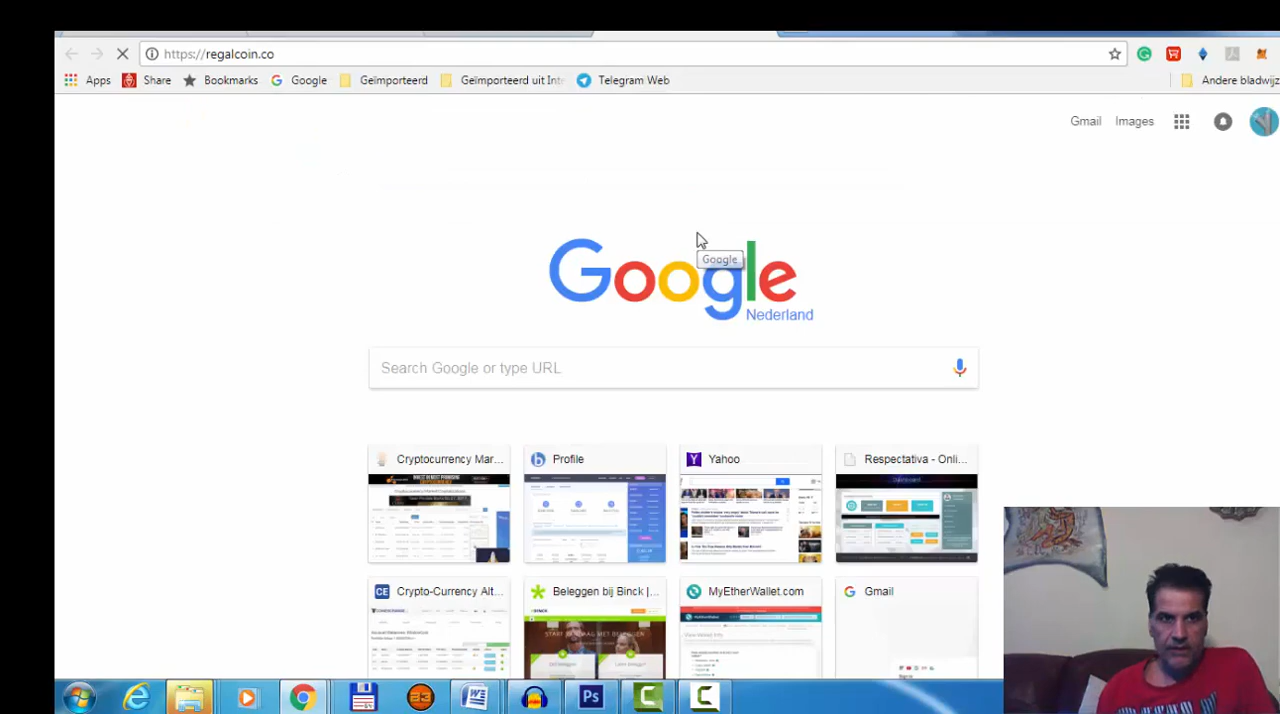 https://regalcoin.co
Apps Share Bookmarks Google Geïmporteerd Geïmporteerd uit Int Telegram Web Andere bladwijz
Gmail Images
Google
Google
Nederland
Search Google or type URL
Cryptocurrency Mar... Profile Yahoo Respectativa - Onli...
Crypto-Currency Alt... Beleggen bij Binck |... MyEtherWallet.com Gmail